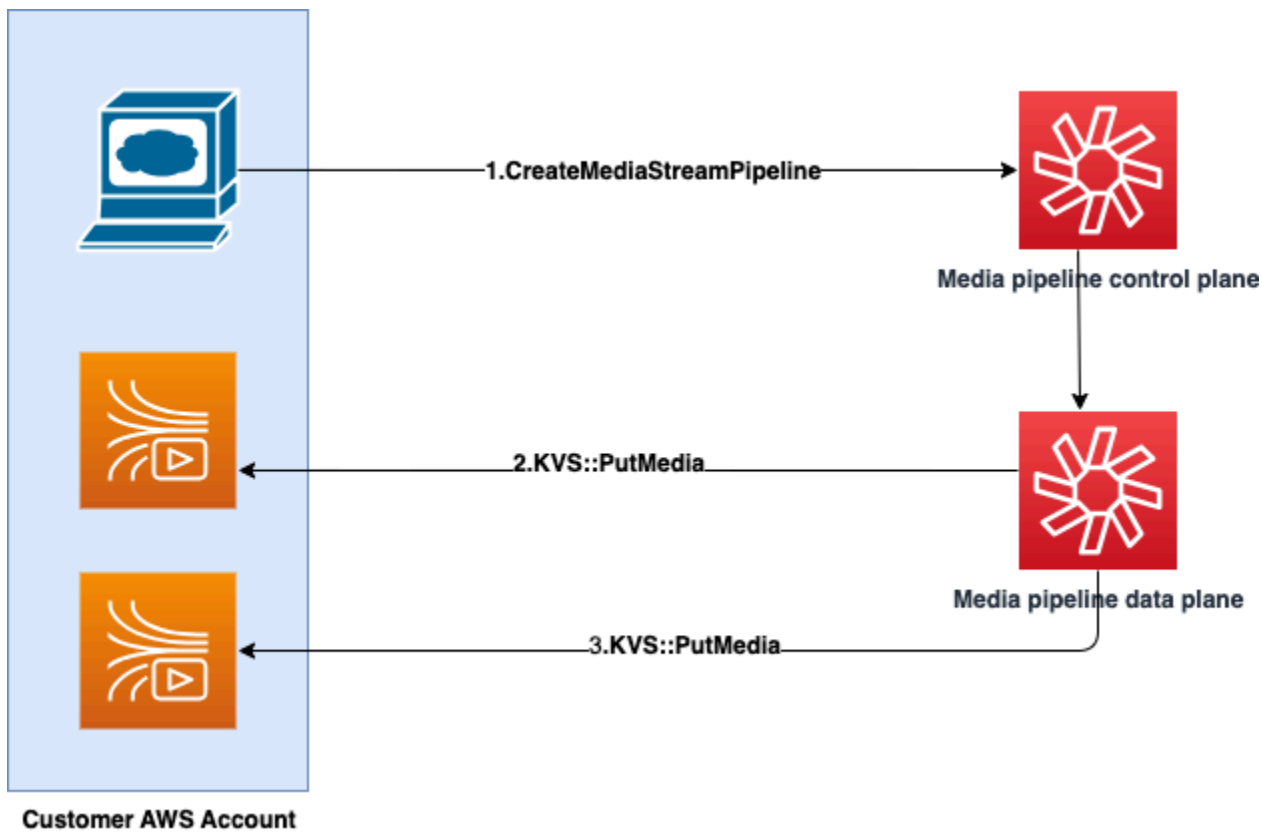 1.CreateMediaStreamPipeline
Media pipeline control plane
2.KVS::PutMedia
Media pipeline data plane
3.KVS::PutMedia
Customer AWS Account